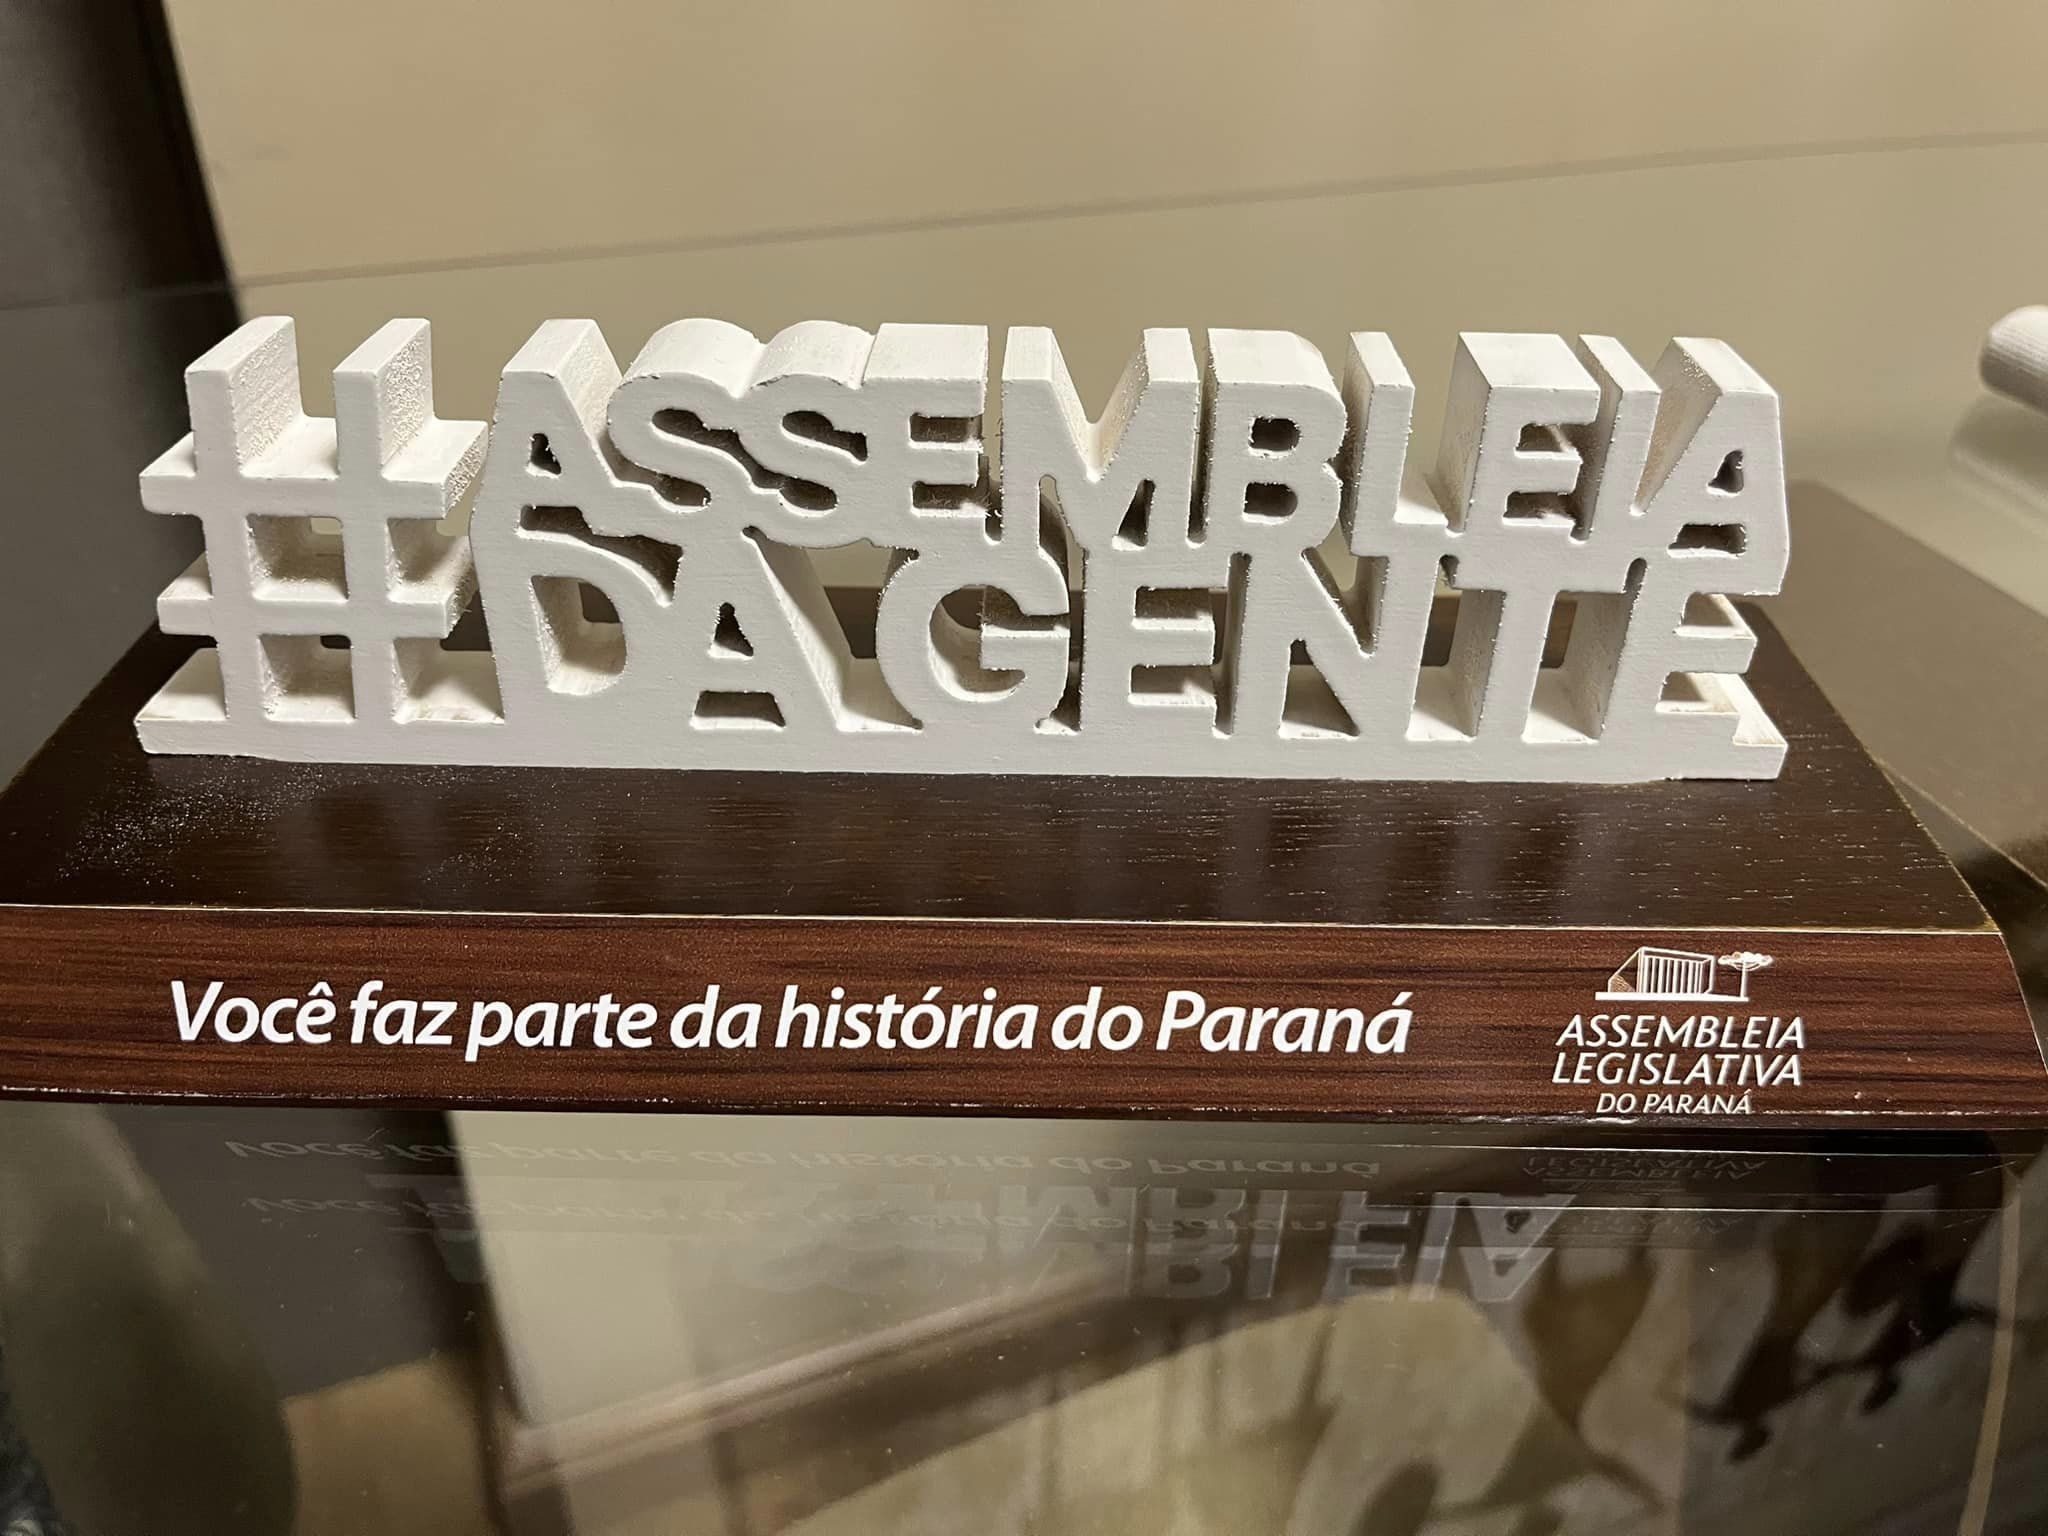 #ASSEMBLEIA
DAGENTE
Você faz parte da história do Paraná
ASSEMBLEIA
LEGISLATIVA
DO PARANÁ